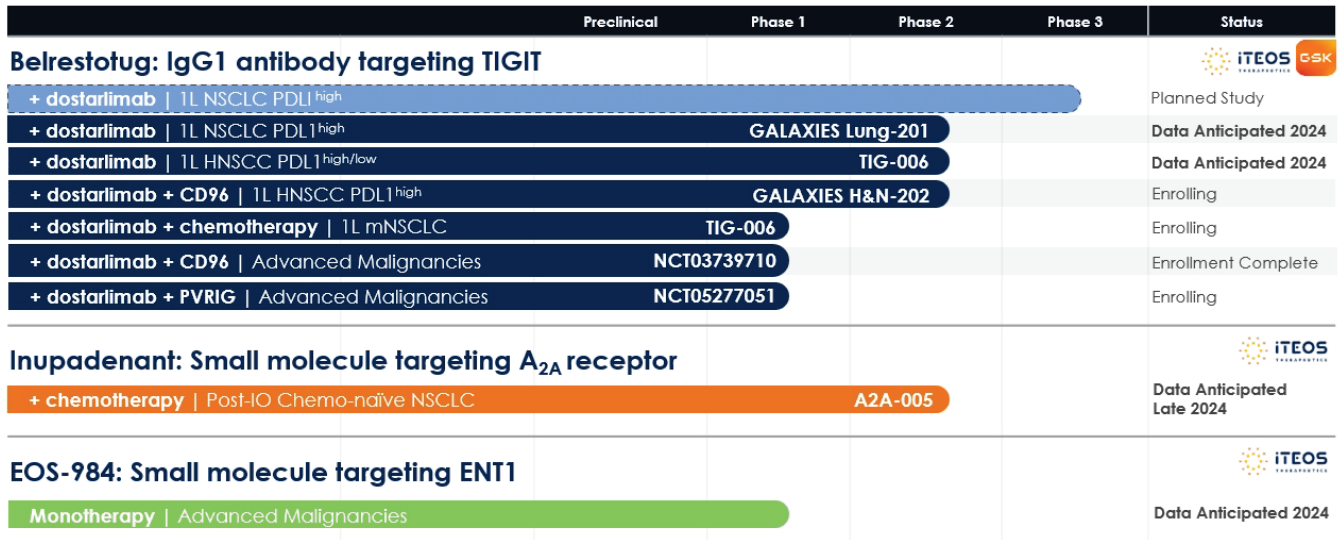 Preclinical Phase 1 Phase 2 Phase 3 Status
Belrestotug: IgG1 antibody targeting TIGIT
iTEOS
THERAPEUTICS
GSK
+ dostarlimab | 1L NSCLC PDLI high Planned Study
+ dostarlimab | 1L NSCLC PDL1high GALAXIES Lung-201 Data Anticipated 2024
+ dostarlimab | 1L HNSCC PDL1high/low TIG-006 Data Anticipated 2024
+ dostarlimab + CD96 | 1L HNSCC PDL1high GALAXIES H&N-202 Enrolling
+ dostarlimab + chemotherapy | 1L mNSCLC TIG-006 Enrolling
+ dostarlimab + CD96 | Advanced Malignancies NCT03739710 Enrollment Complete
+ dostarlimab + PVRIG | Advanced Malignancies NCT05277051 Enrolling
Inupadenant: Small molecule targeting A2A receptor
iTEOS
THERAPEUTICS
+ chemotherapy | Post-IO Chemo-naïve NSCLC A2A-005 Data Anticipated
Late 2024
EOS-984: Small molecule targeting ENT1
iTEOS
THERAPEUTICS
Monotherapy | Advanced Malignancies Data Anticipated 2024